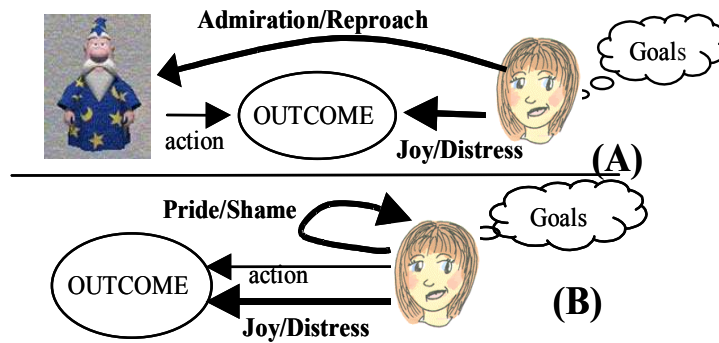 Admiration/Reproach
Goals
OUTCOME
action
Joy/Distress
(A)
Pride/Shame
Goals
OUTCOME
action
Joy/Distress
(B)